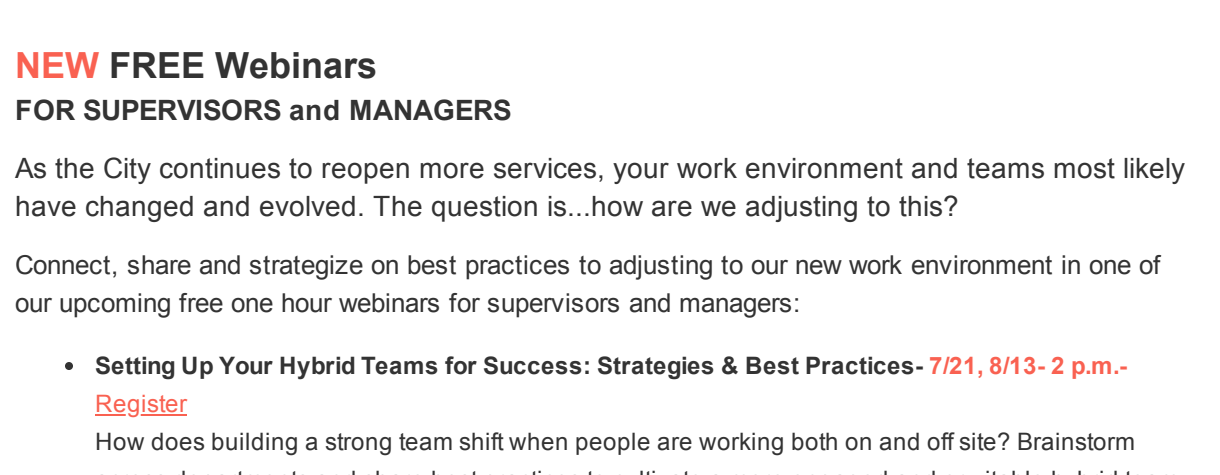 NEW FREE Webinars
FOR SUPERVISORS and MANAGERS
As the City continues to reopen more services, your work environment and teams most likely
have changed and evolved. The question is...how are we adjusting to this?
Connect, share and strategize on best practices to adjusting to our new work environment in one of
our upcoming free one hour webinars for supervisors and managers:
• Setting Up Your Hybrid Teams for Success: Strategies & Best Practices- 7/21, 8/13- 2 p.m.-
Register
How does building a strong team shift when people are working both on and off site? Brainstorm